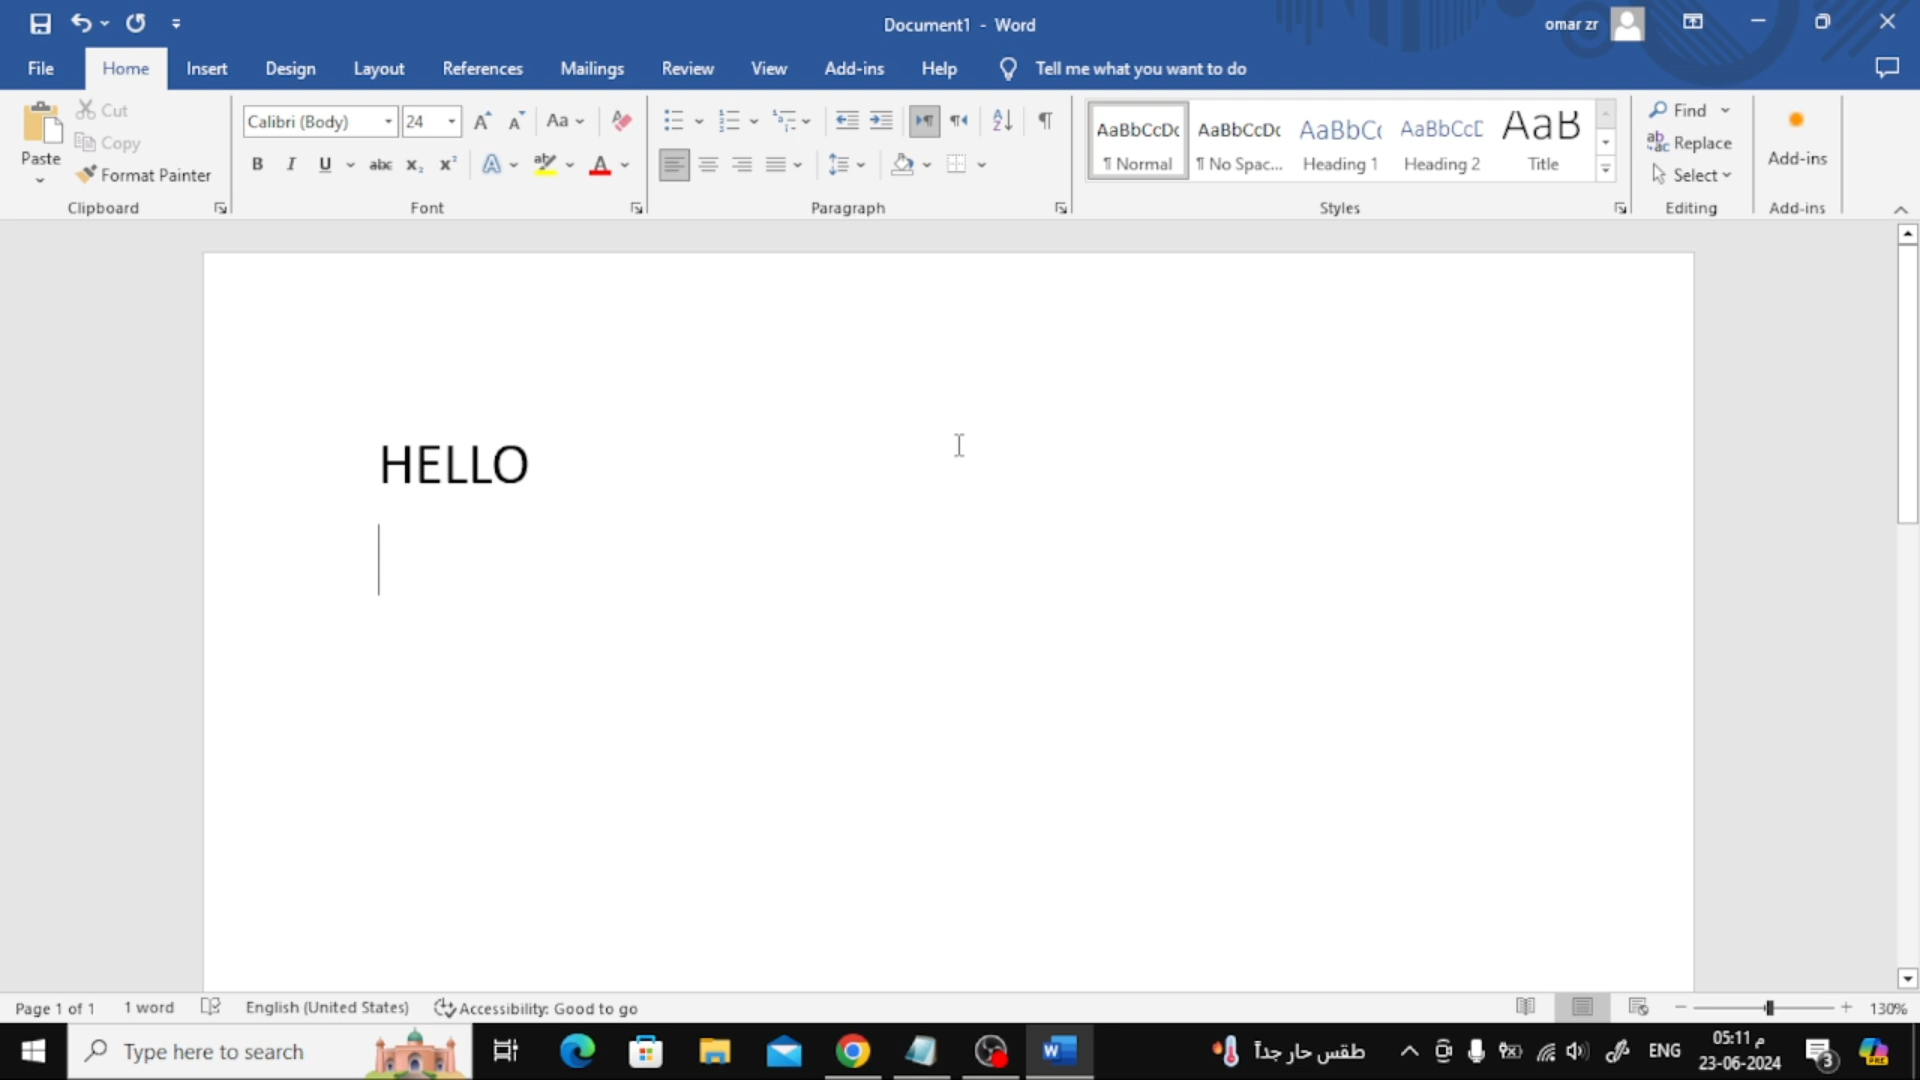 Document1 - Word
omar zr
File Home Insert Design Layout References Mailings Review View Add-ins Help Tell me what you want to do
Paste
Cut
Copy
Format Painter
Clipboard
Calibri (Body) 24
Font
Paragraph
AaBbCcDc AaBbCcDc AaBbC AaBbCcD AaB
¶ Normal ¶ No Spac... Heading 1 Heading 2 Title
Styles
Find
Replace
Select
Editing
Add-ins
Add-ins
HELLO
Page 1 of 1 1 word English (United States) Accessibility: Good to go 130%
Type here to search
طقس حار جداً
ENG
05:11 م
23-06-2024
3